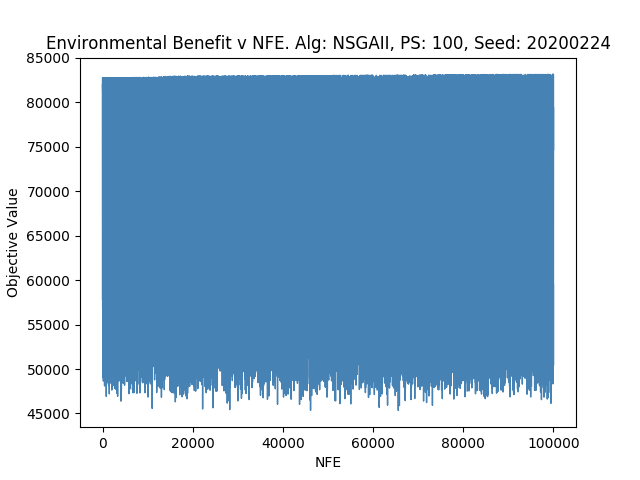 Environmental Benefit v NFE. Alg: NSGAII, PS: 100, Seed: 20200224
85000
80000
75000
70000
65000
60000
55000
50000
45000
Objective Value
0 20000 40000 60000 80000 100000
NFE